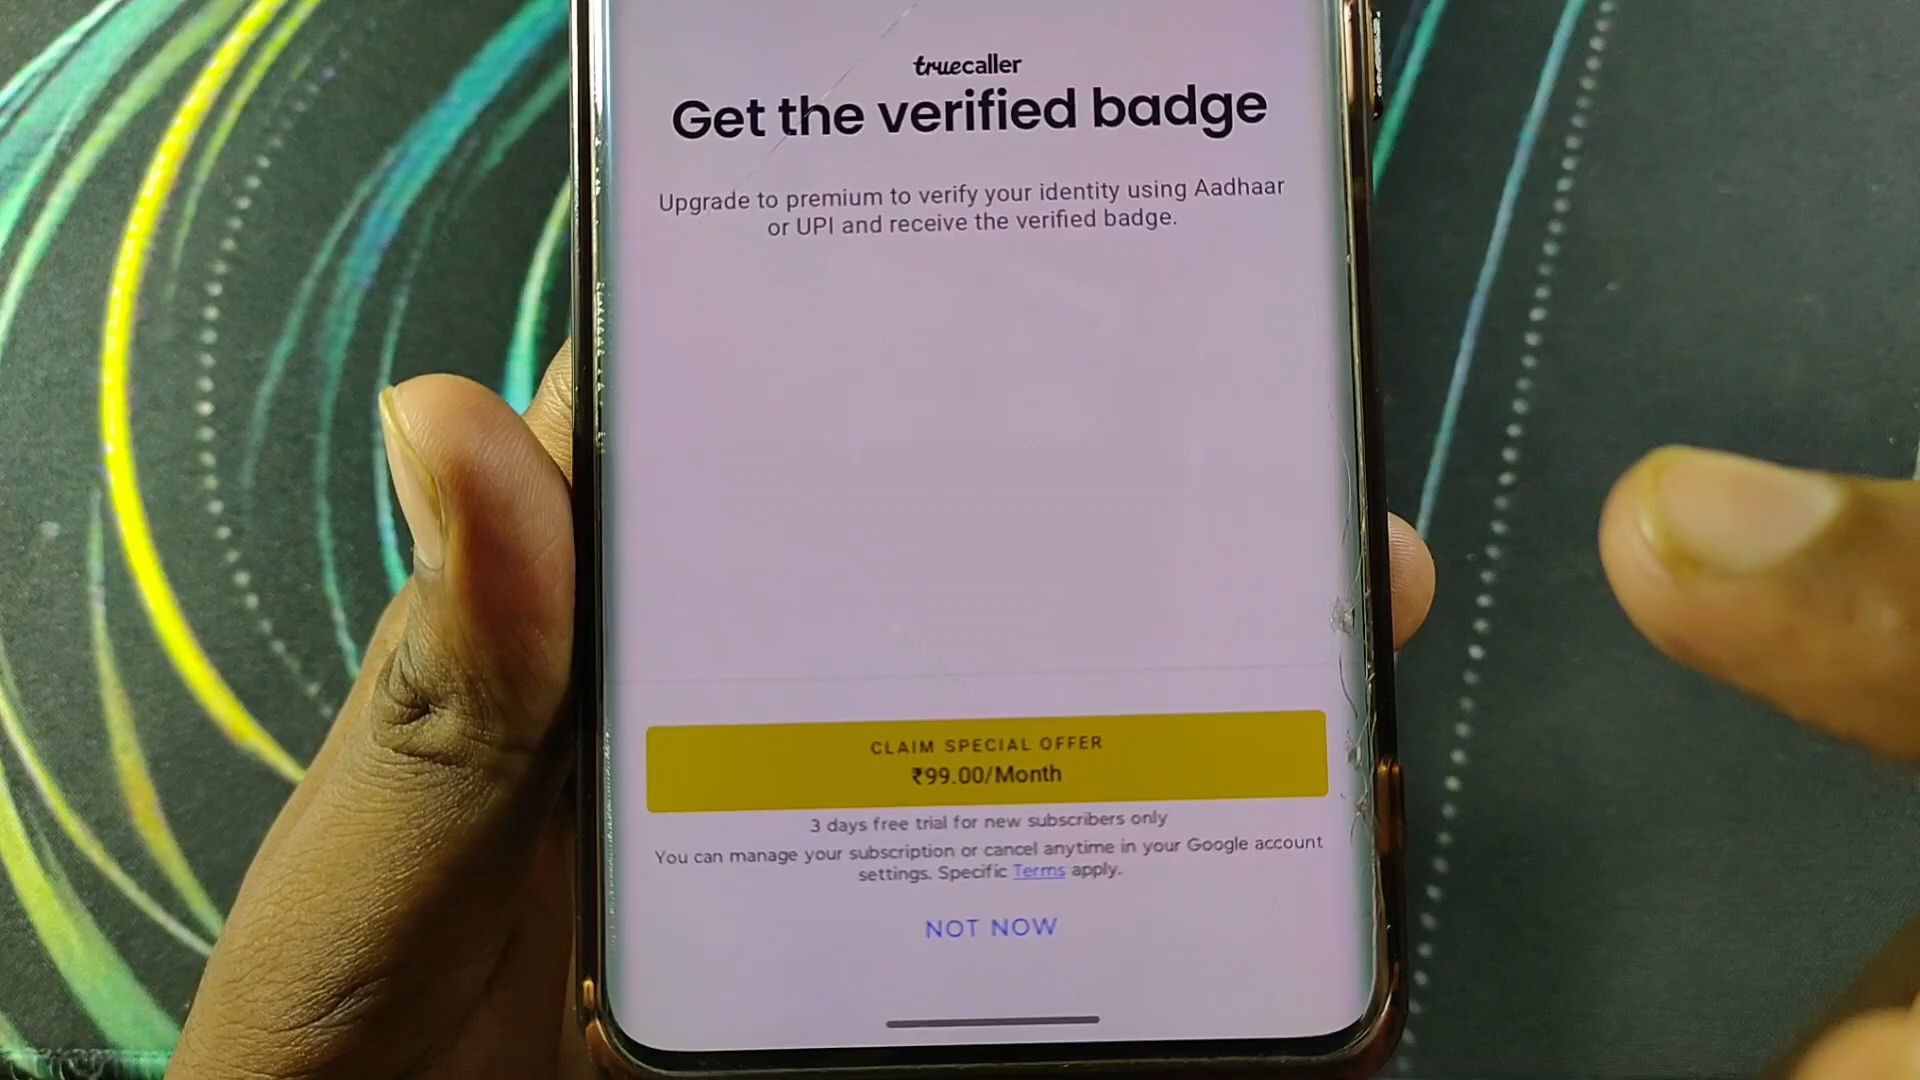 truecaller
Get the verified badge
Upgrade to premium to verify your identity using Aadhaar
or UPI and receive the verified badge.
CLAIM SPECIAL OFFER
₹99.00/Month
3 days free trial for new subscribers only
You can manage your subscription or cancel anytime in your Google account
settings. Specific Terms apply.
NOT NOW